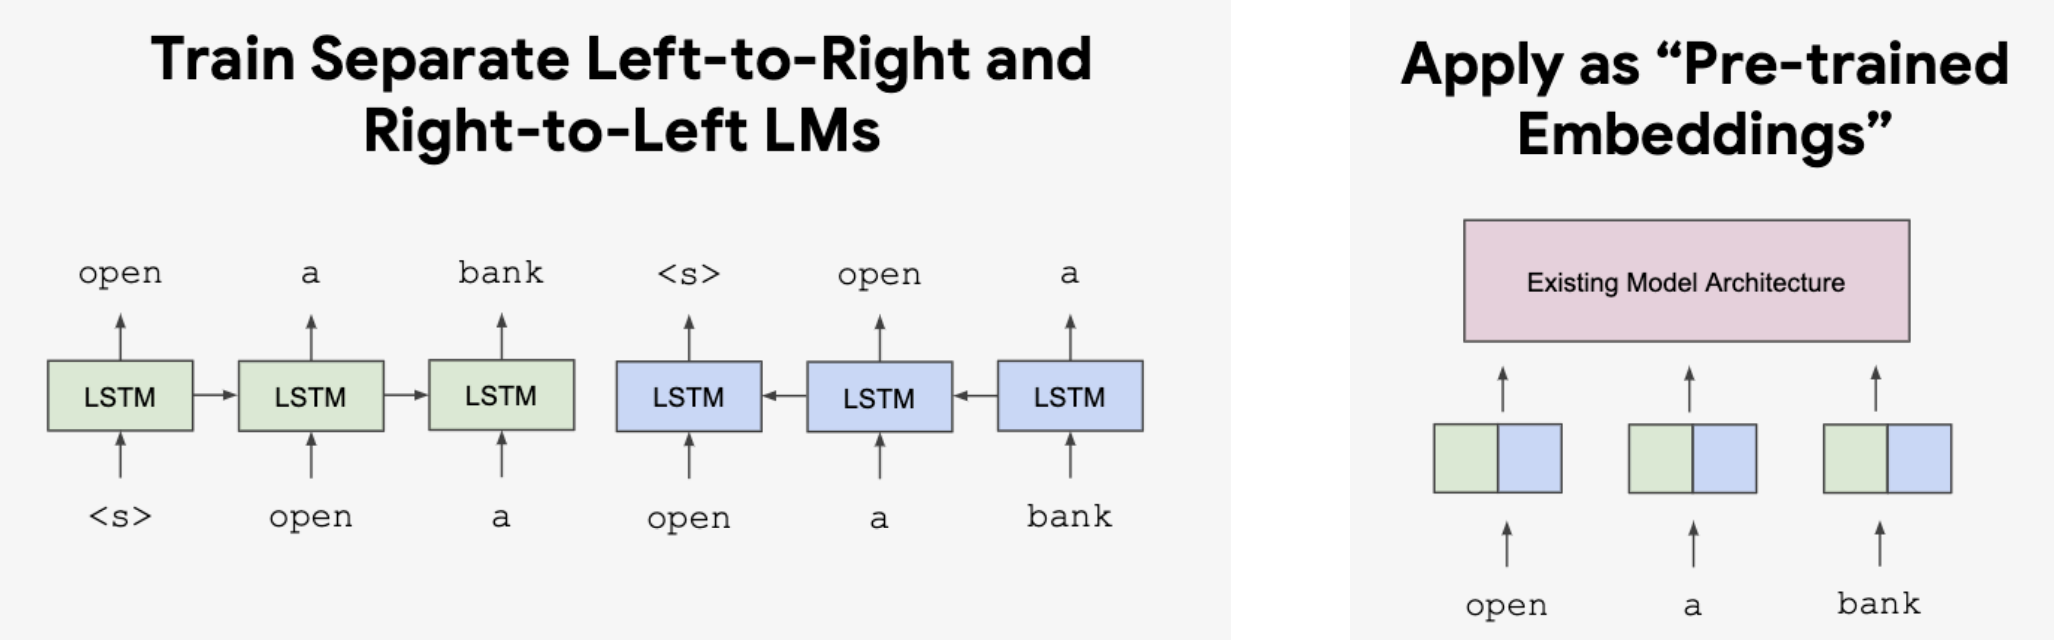 Train Separate Left-to-Right and
Right-to-Left LMs
open a bank <s> open a
LSTM LSTM LSTM LSTM LSTM LSTM
<s> open a open a bank
Apply as “Pre-trained
Embeddings”
Existing Model Architecture
open a bank